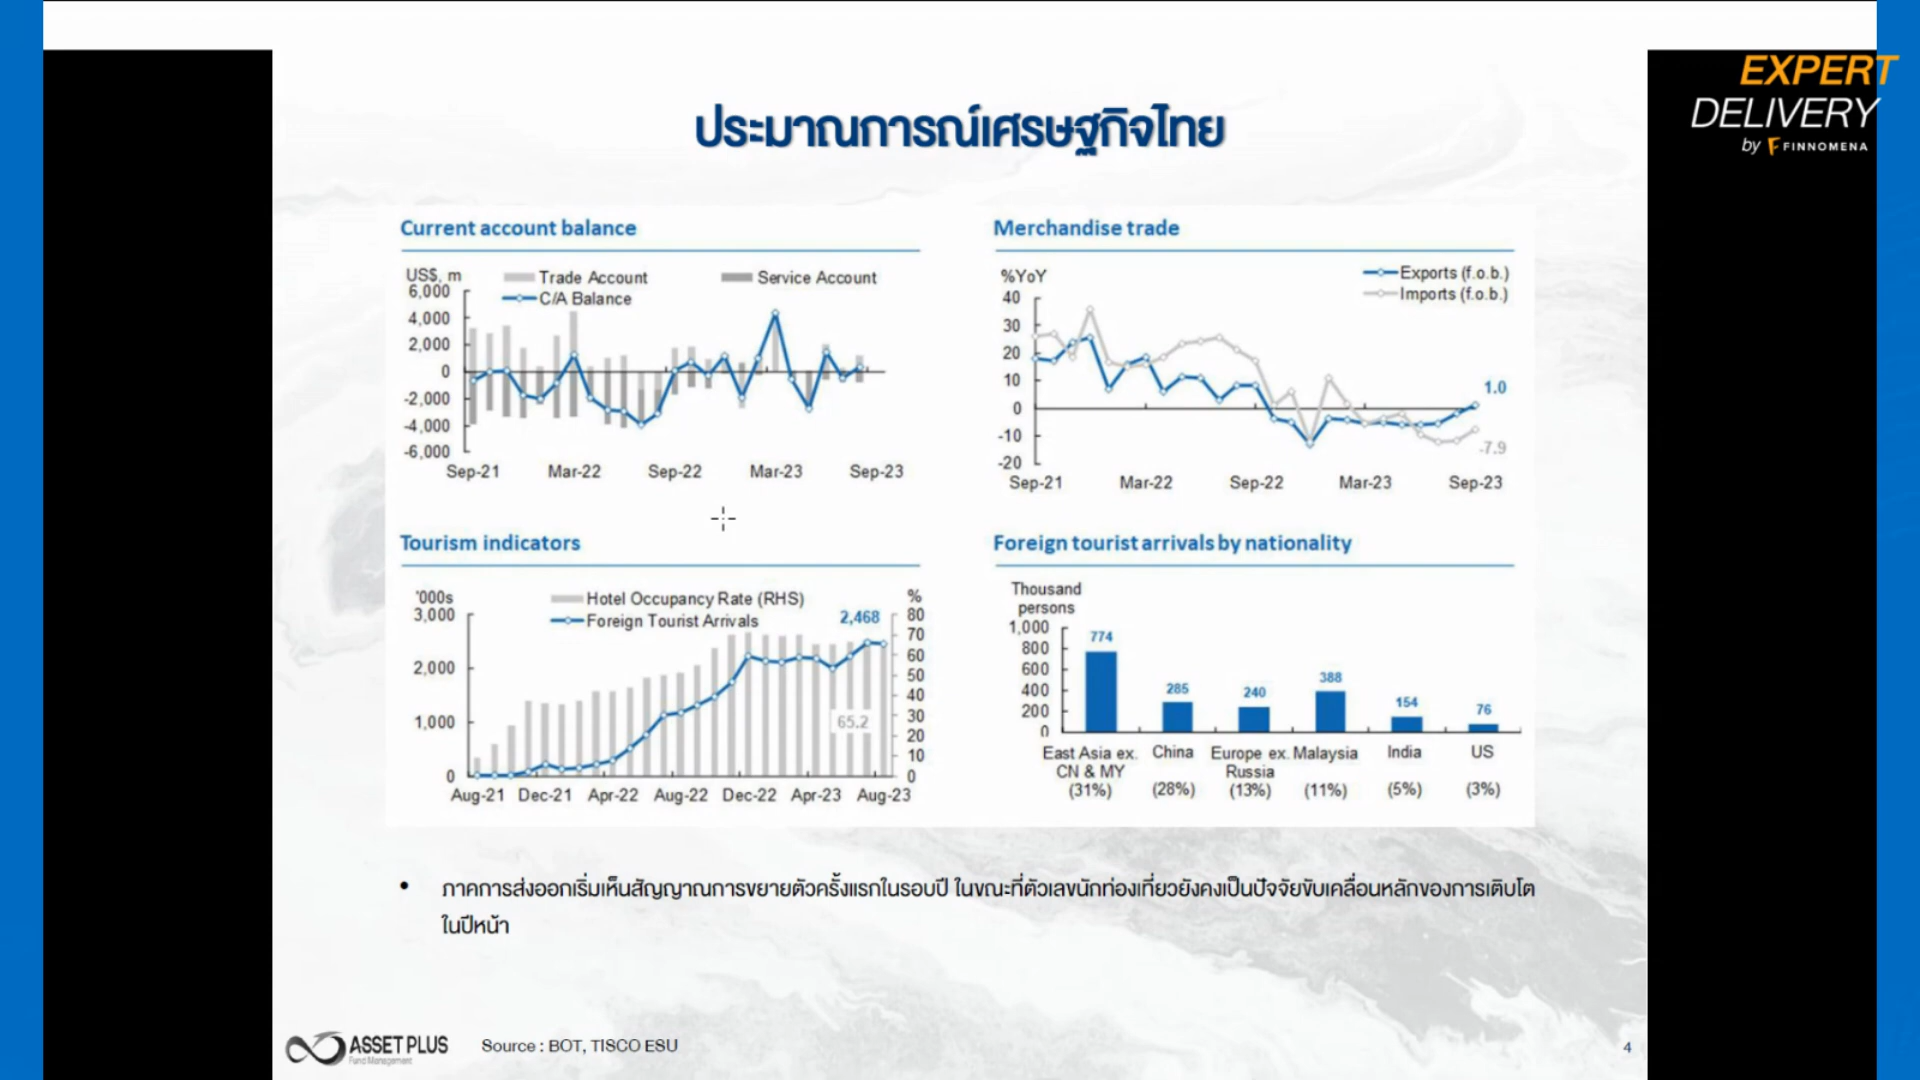 EXPERT
DELIVERY
by FINNOMENA
ประมาณการณ์เศรษฐกิจไทย
Current account balance
US$, m
Trade Account
Service Account
C/A Balance
6,000
4,000
2,000
0
-2,000
-4,000
-6,000
Sep-21 Mar-22 Sep-22 Mar-23 Sep-23
Merchandise trade
%YoY
Exports (f.o.b.)
Imports (f.o.b.)
40
30
20
10
0
-10
-20
1.0
-7.9
Sep-21 Mar-22 Sep-22 Mar-23 Sep-23
Tourism indicators
'000s
Hotel Occupancy Rate (RHS)
Foreign Tourist Arrivals
%
3,000
2,000
1,000
0
2,468
65.2
80
70
60
50
40
30
20
10
0
Aug-21 Dec-21 Apr-22 Aug-22 Dec-22 Apr-23 Aug-23
Foreign tourist arrivals by nationality
Thousand
persons
1,000
800
600
400
200
0
774 285 240 388 154 76
East Asia ex. China Europe ex. Malaysia India US
CN & MY Russia
(31%) (28%) (13%) (11%) (5%) (3%)
• ภาคการส่งออกเริ่มเห็นสัญญาณการขยายตัวครั้งแรกในรอบปี ในขณะที่ตัวเลขนักท่องเที่ยวยังคงเป็นปัจจัยขับเคลื่อนหลักของการเติบโต
ในปีหน้า
ASSET PLUS
Fund Management
Source : BOT, TISCO ESU
4